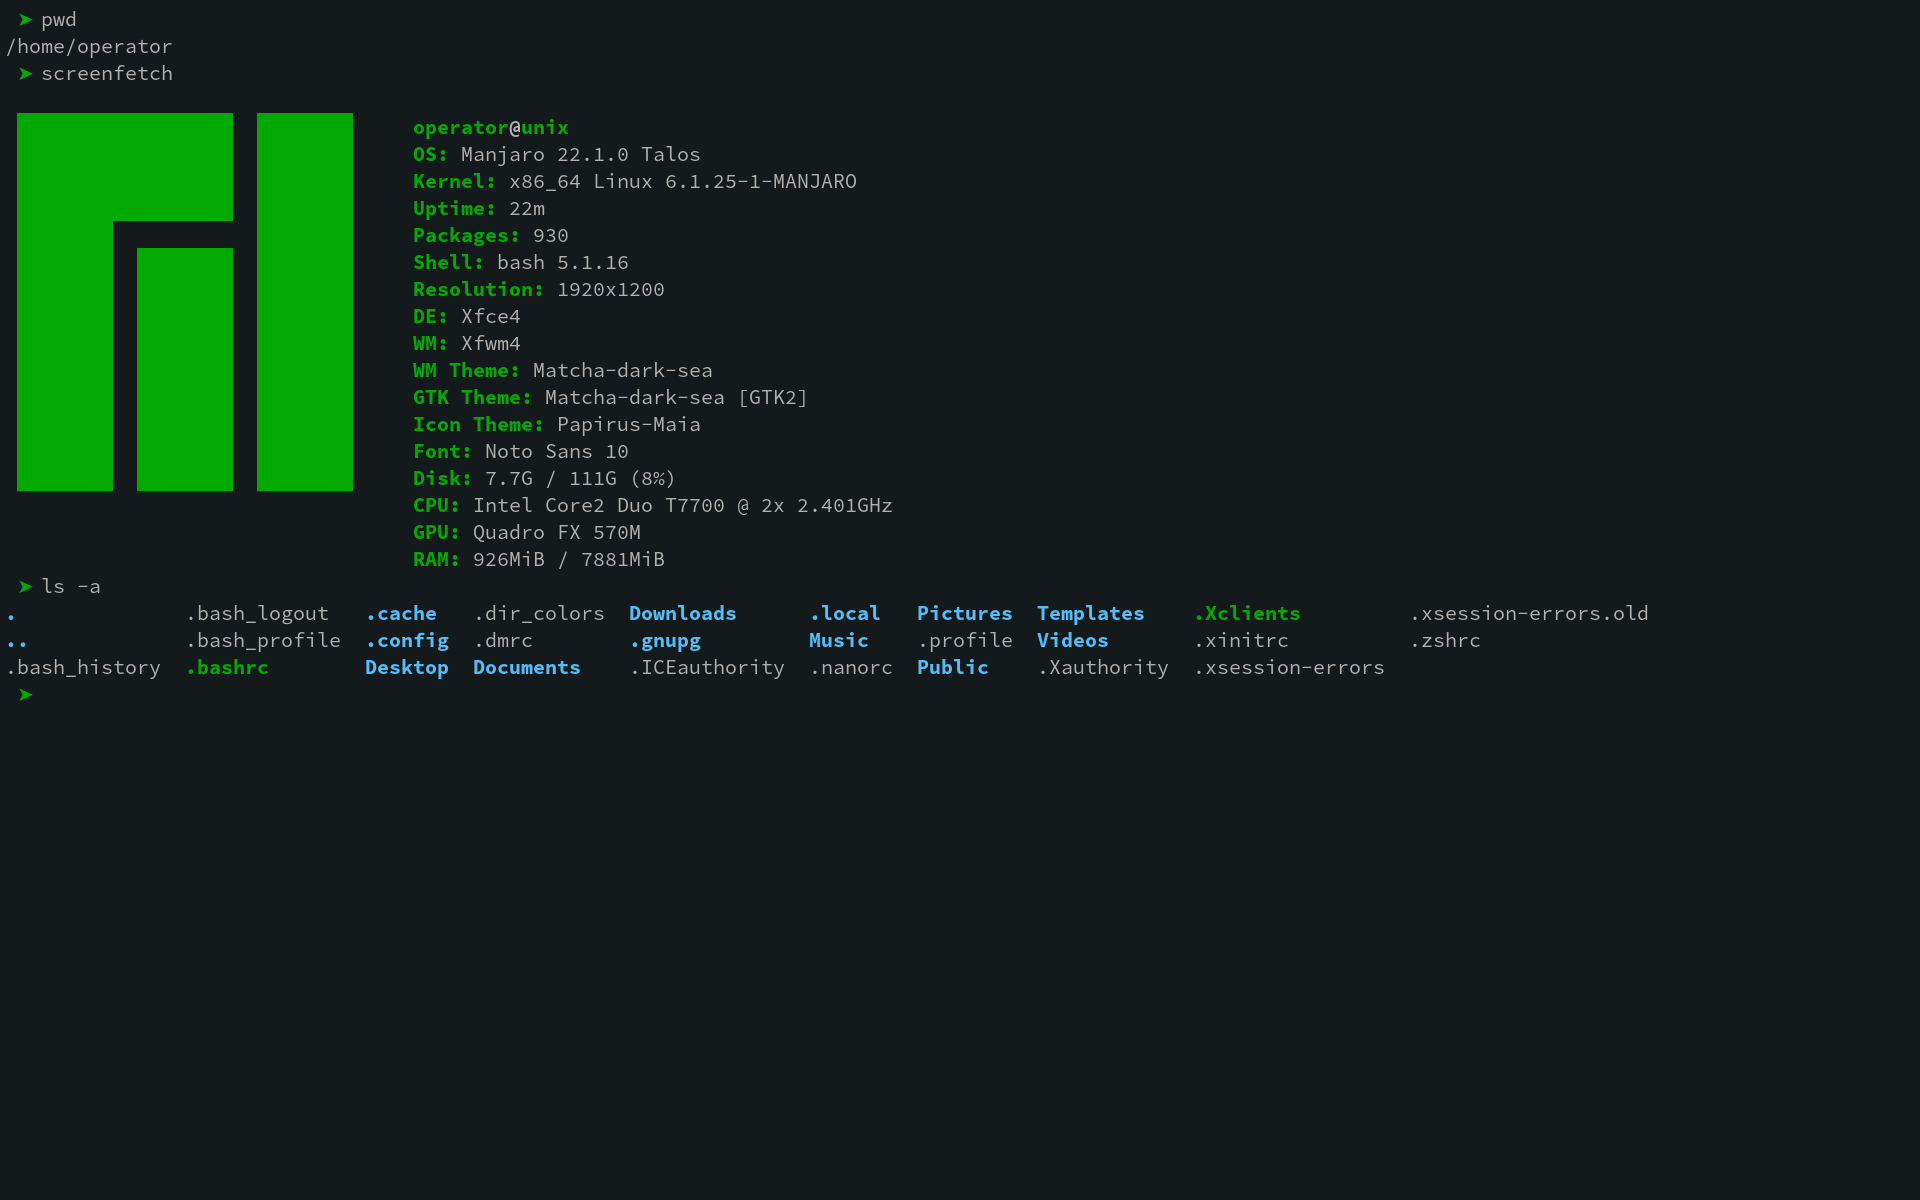 ➤ pwd
/home/operator
➤ screenfetch
operator@unix
OS: Manjaro 22.1.0 Talos
Kernel: x86_64 Linux 6.1.25-1-MANJARO
Uptime: 22m
Packages: 930
Shell: bash 5.1.16
Resolution: 1920x1200
DE: Xfce4
WM: Xfwm4
WM Theme: Matcha-dark-sea
GTK Theme: Matcha-dark-sea [GTK2]
Icon Theme: Papirus-Maia
Font: Noto Sans 10
Disk: 7.7G / 111G (8%)
CPU: Intel Core2 Duo T7700 @ 2x 2.401GHz
GPU: Quadro FX 570M
RAM: 926MiB / 7881MiB
➤ ls -a
. .bash_logout .cache .dir_colors Downloads .local Pictures Templates .Xclients .xsession-errors.old
.. .bash_profile .config .dmrc .gnupg Music .profile Videos .xinitrc .zshrc
.bash_history .bashrc Desktop Documents .ICEauthority .nanorc Public .Xauthority .xsession-errors
➤